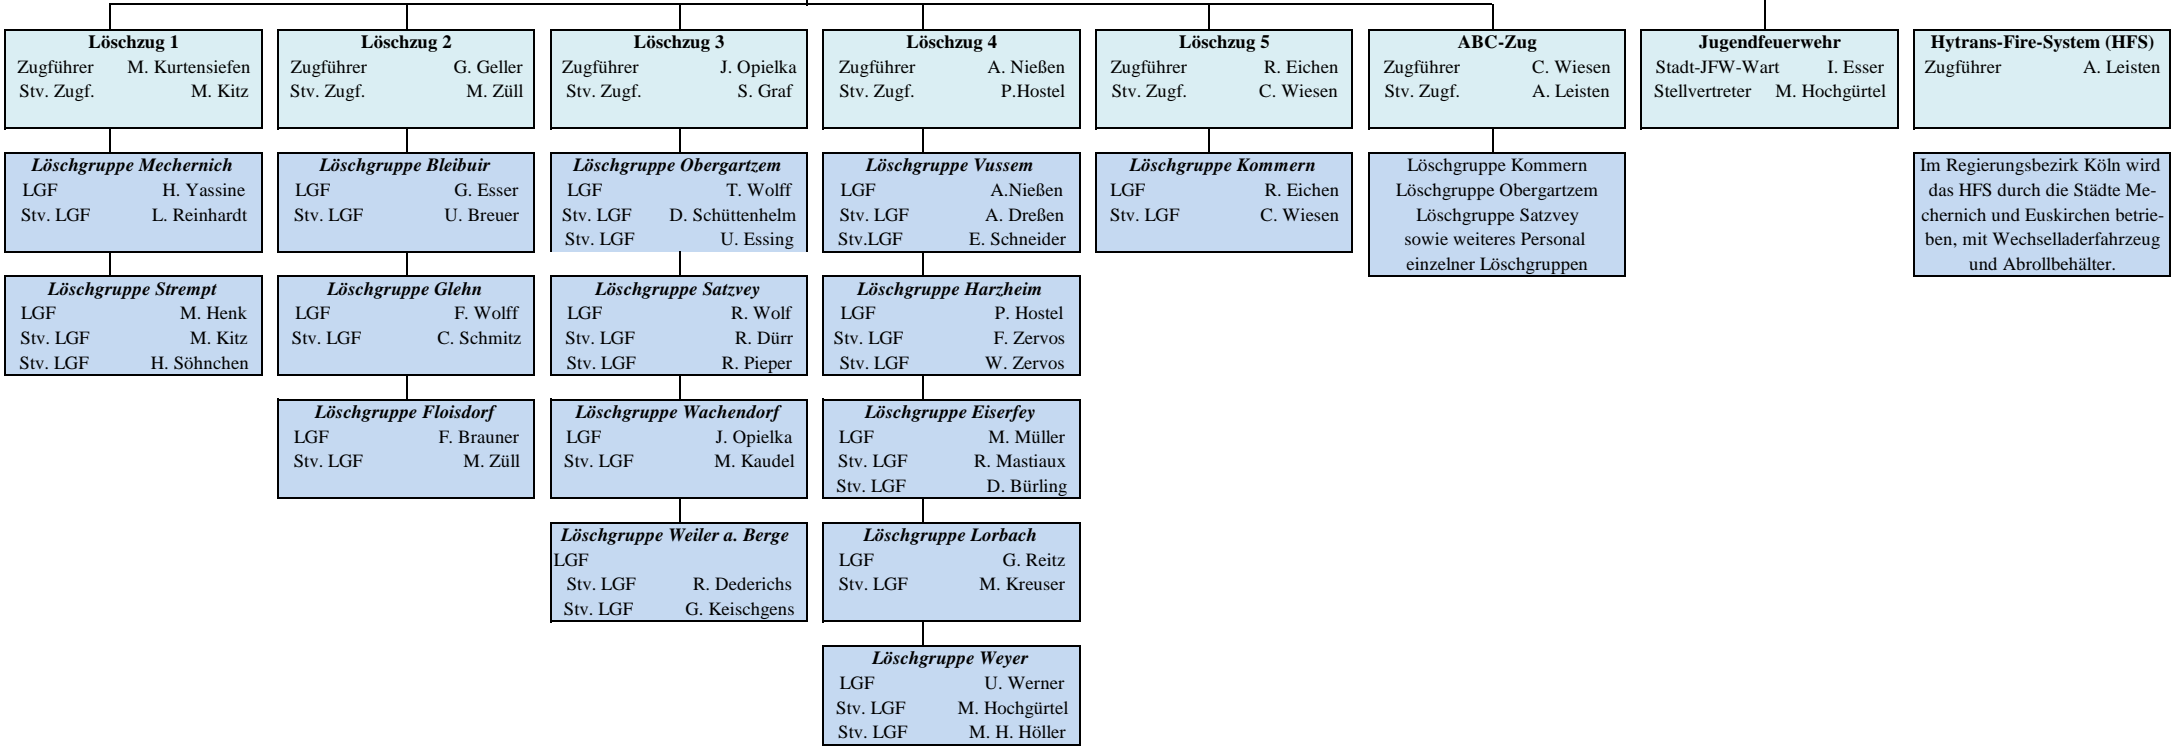 Löschzug 1
Zugführer M. Kurtensiefen
Stv. Zugf. M. Kitz
Löschzug 2
Zugführer G. Geller
Stv. Zugf. M. Züll
Löschzug 3
Zugführer J. Opielka
Stv. Zugf. S. Graf
Löschzug 4
Zugführer A. Nießen
Stv. Zugf. P.Hostel
Löschzug 5
Zugführer R. Eichen
Stv. Zugf. C. Wiesen
ABC-Zug
Zugführer C. Wiesen
Stv. Zugf. A. Leisten
Jugendfeuerwehr
Stadt-JFW-Wart I. Esser
Stellvertreter M. Hochgürtel
Hytrans-Fire-System (HFS)
Zugführer A. Leisten
Löschgruppe Mechernich
LGF H. Yassine
Stv. LGF L. Reinhardt
Löschgruppe Bleibuir
LGF G. Esser
Stv. LGF U. Breuer
Löschgruppe Obergartzem
LGF T. Wolff
Stv. LGF D. Schüttenhelm
Stv. LGF U. Essing
Löschgruppe Vussem
LGF A.Nießen
Stv. LGF A. Dreßen
Stv.LGF E. Schneider
Löschgruppe Kommern
LGF R. Eichen
Stv. LGF C. Wiesen
Löschgruppe Kommern
Löschgruppe Obergartzem
Löschgruppe Satzvey
sowie weiteres Personal
einzelner Löschgruppen
Im Regierungsbezirk Köln wird
das HFS durch die Städte Me-
chernich und Euskirchen betrie-
ben, mit Wechselladerfahrzeug
und Abrollbehälter.
Löschgruppe Strempt
LGF M. Henk
Stv. LGF M. Kitz
Stv. LGF H. Söhnchen
Löschgruppe Glehn
LGF F. Wolff
Stv. LGF C. Schmitz
Löschgruppe Satzvey
LGF R. Wolf
Stv. LGF R. Dürr
Stv. LGF R. Pieper
Löschgruppe Harzheim
LGF P. Hostel
Stv. LGF F. Zervos
Stv. LGF W. Zervos
Löschgruppe Floisdorf
LGF F. Brauner
Stv. LGF M. Züll
Löschgruppe Wachendorf
LGF J. Opielka
Stv. LGF M. Kaudel
Löschgruppe Eiserfey
LGF M. Müller
Stv. LGF R. Mastiaux
Stv. LGF D. Bürling
Löschgruppe Weiler a. Berge
LGF
Stv. LGF R. Dederichs
Stv. LGF G. Keischgens
Löschgruppe Lorbach
LGF G. Reitz
Stv. LGF M. Kreuser
Löschgruppe Weyer
LGF U. Werner
Stv. LGF M. Hochgürtel
Stv. LGF M. H. Höller